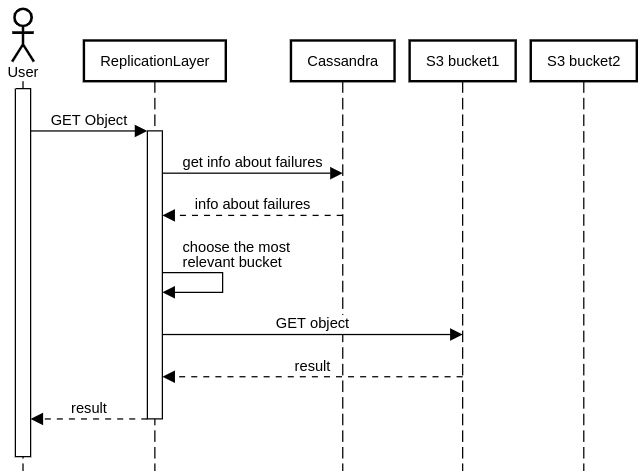 User
ReplicationLayer
Cassandra
S3 bucket1
S3 bucket2
GET Object
get info about failures
info about failures
choose the most
relevant bucket
GET object
result
result